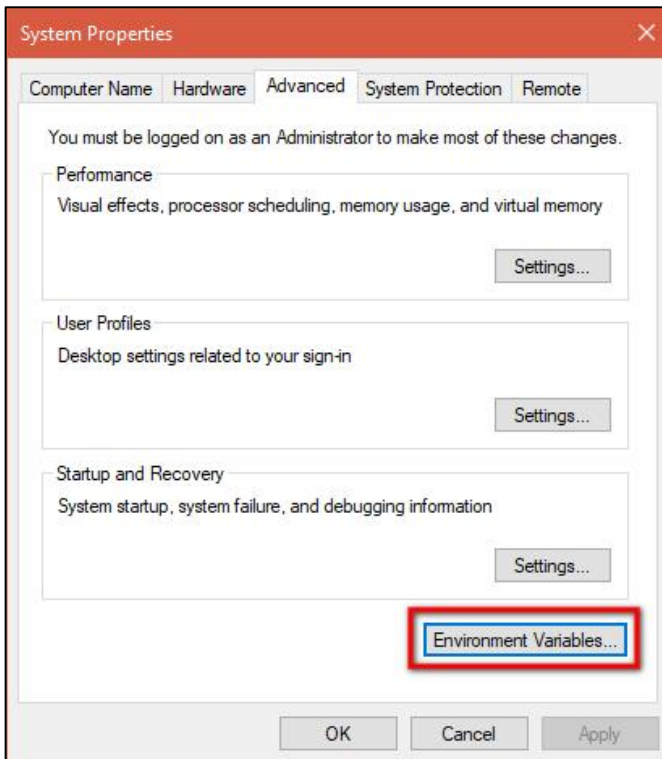 System Properties
Computer Name Hardware Advanced System Protection Remote
You must be logged on as an Administrator to make most of these changes.
Performance
Visual effects, processor scheduling, memory usage, and virtual memory
Settings...
User Profiles
Desktop settings related to your sign-in
Settings...
Startup and Recovery
System startup, system failure, and debugging information
Settings...
Environment Variables...
OK Cancel Apply